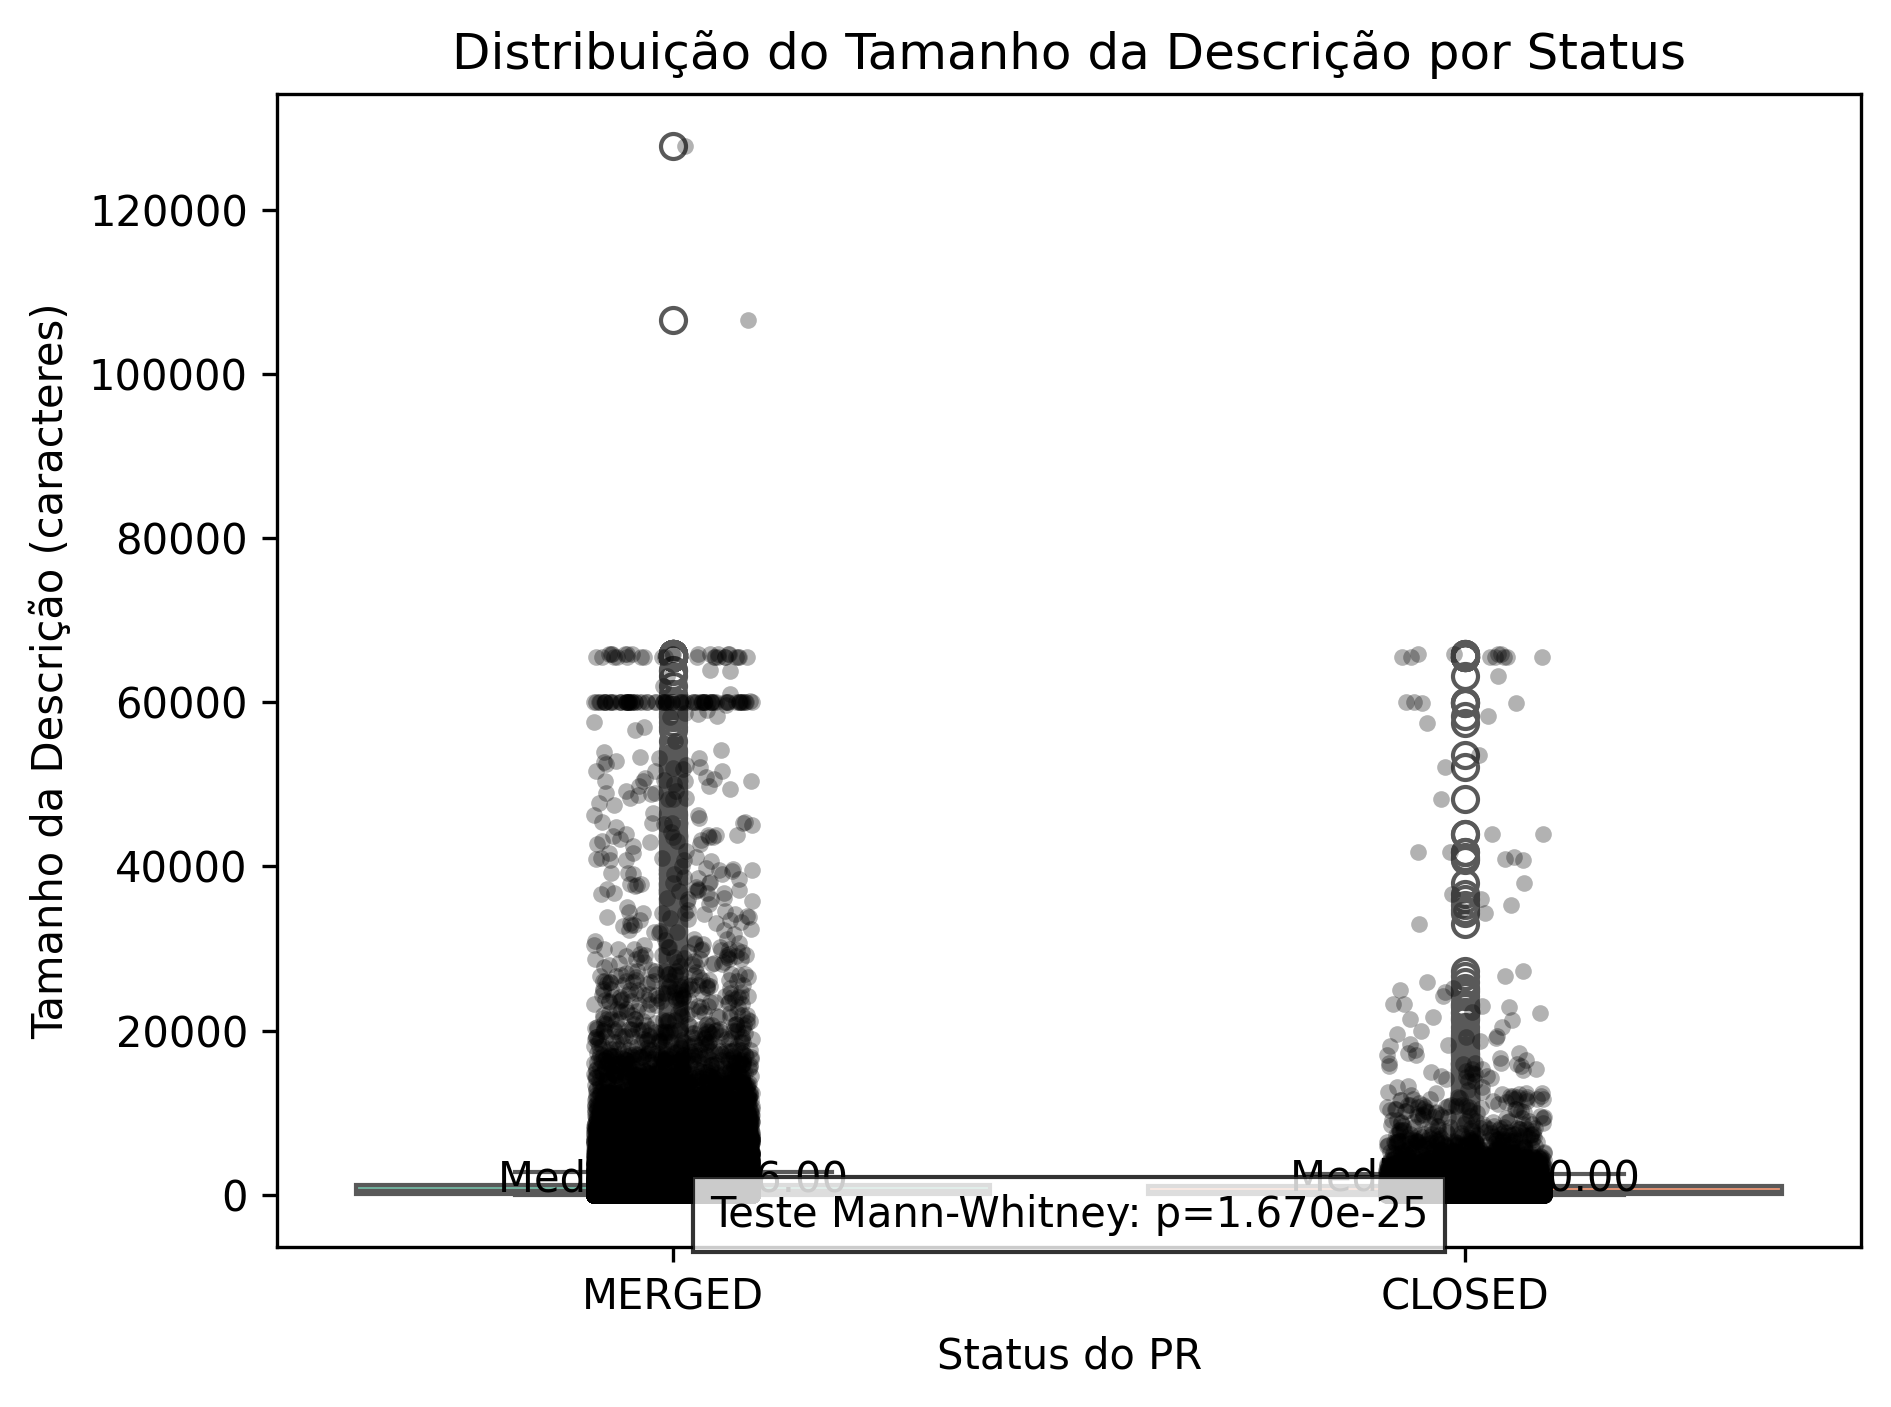 Distribuição do Tamanho da Descrição por Status
Tamanho da Descrição (caracteres)
120000
100000
80000
60000
40000
20000
0
Teste Mann-Whitney: p=1.670e-25
MERGED
CLOSED
Status do PR